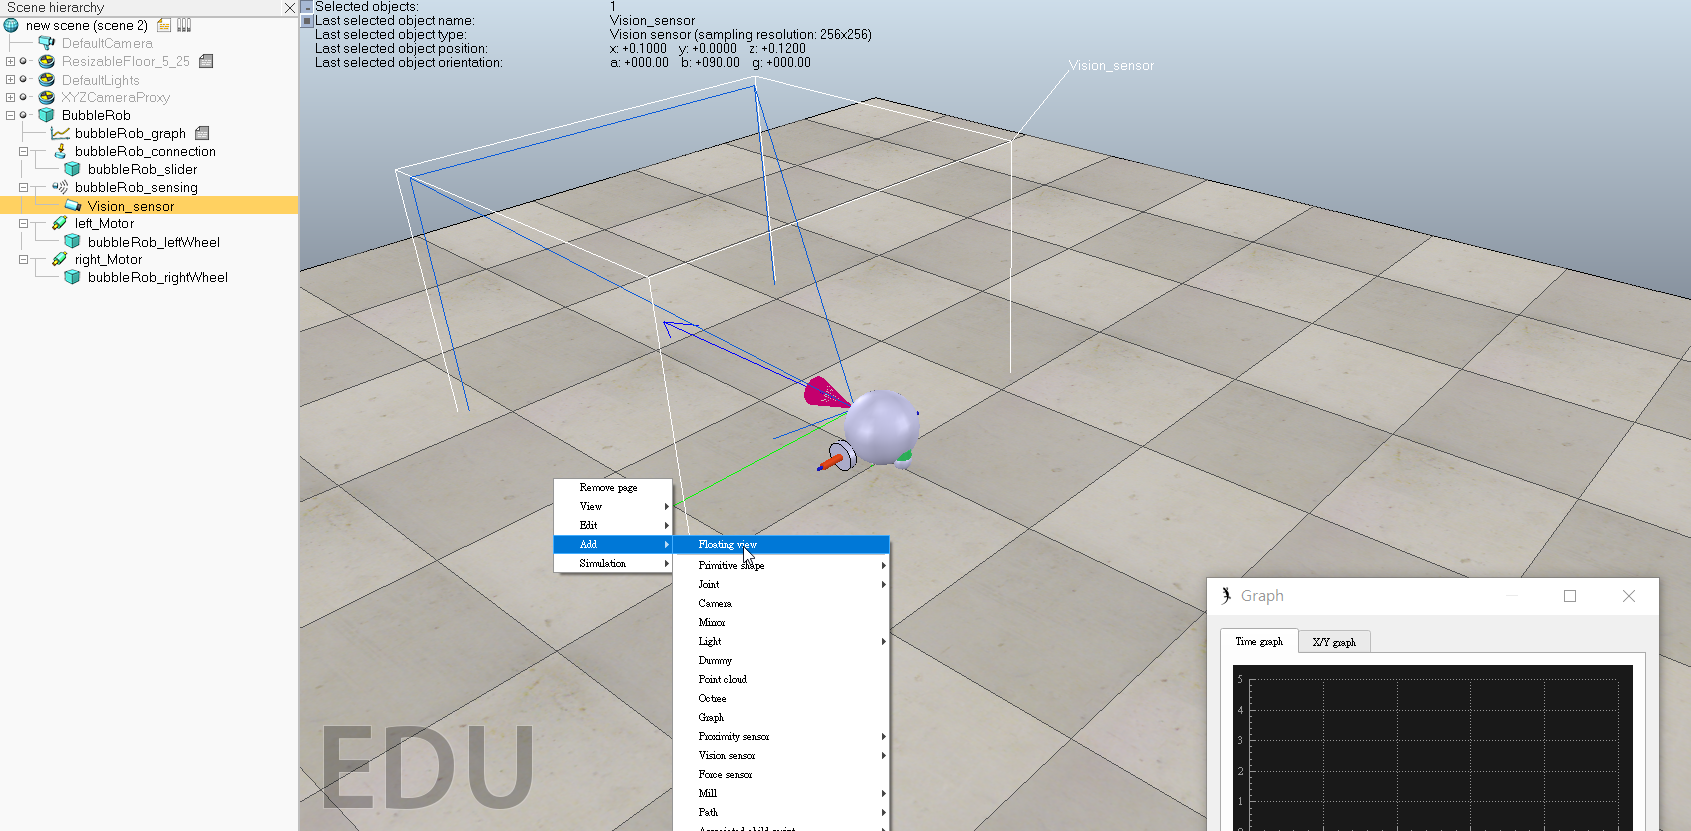 Scene hierarchy
new scene (scene 2)
DefaultCamera
ResizableFloor_5_25
DefaultLights
XYZCameraProxy
BubbleRob
bubbleRob_graph
bubbleRob_connection
bubbleRob_slider
bubbleRob_sensing
Vision_sensor
left_Motor
bubbleRob_leftWheel
right_Motor
bubbleRob_rightWheel
Selected objects: 1
Last selected object name: Vision_sensor
Last selected object type: Vision sensor (sampling resolution: 256x256)
Last selected object position: x: +0.1000 y: +0.0000 z: +0.1200
Last selected object orientation: a: +000.00 b: +090.00 g: +000.00
Vision_sensor
Remove page
View
Edit
Add
Simulation
Floating view
Primitive shape
Joint
Camera
Mirror
Light
Dummy
Point cloud
Octree
Graph
Proximity sensor
Vision sensor
Force sensor
Mill
Path
Associated child script
EDU
Graph
Time graph X/Y graph
5
4
3
2
1
0